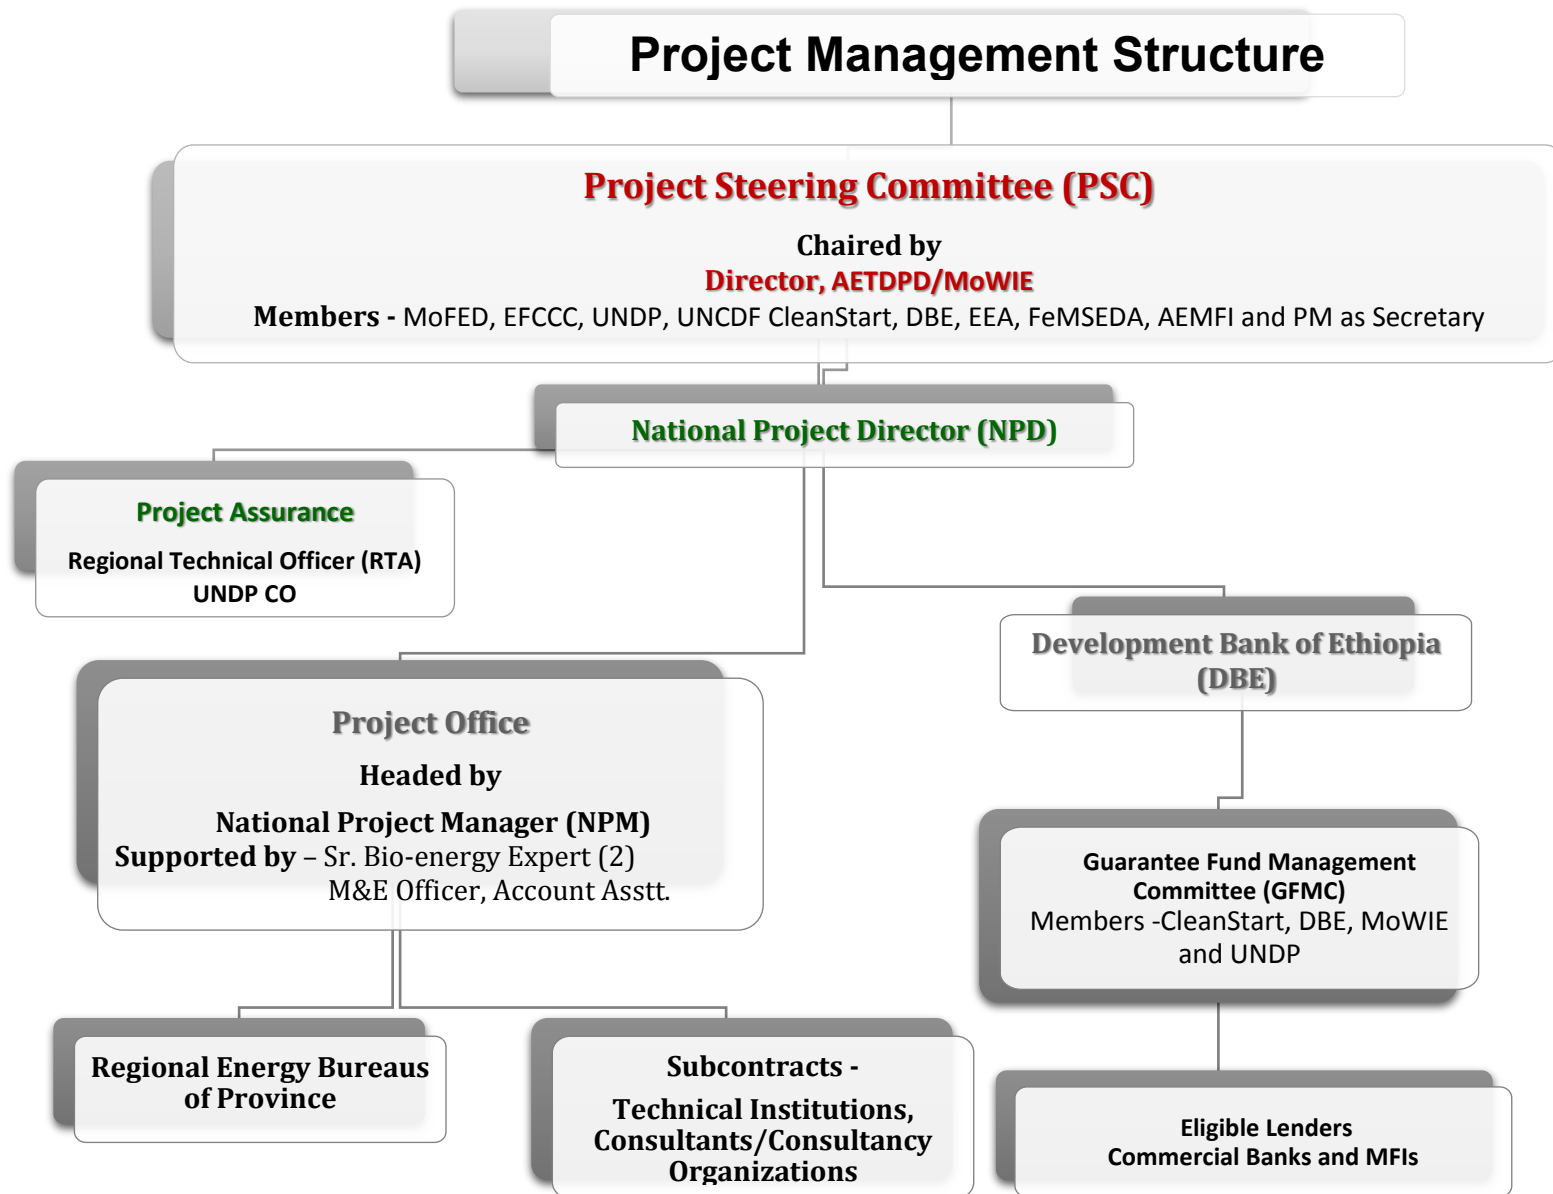 Project Management Structure
Project Steering Committee (PSC)
Chaired by
Director, AETDPD/MoWIE
Members - MoFED, EFCCC, UNDP, UNCDF CleanStart, DBE, EEA, FeMSEDA, AEMFI and PM as Secretary
National Project Director (NPD)
Project Assurance
Regional Technical Officer (RTA)
UNDP CO
Development Bank of Ethiopia
(DBE)
Project Office
Headed by
National Project Manager (NPM)
Supported by – Sr. Bio-energy Expert (2)
M&E Officer, Account Asstt.
Guarantee Fund Management
Committee (GFMC)
Members -CleanStart, DBE, MoWIE
and UNDP
Regional Energy Bureaus
of Province
Subcontracts -
Technical Institutions,
Consultants/Consultancy
Organizations
Eligible Lenders
Commercial Banks and MFIs